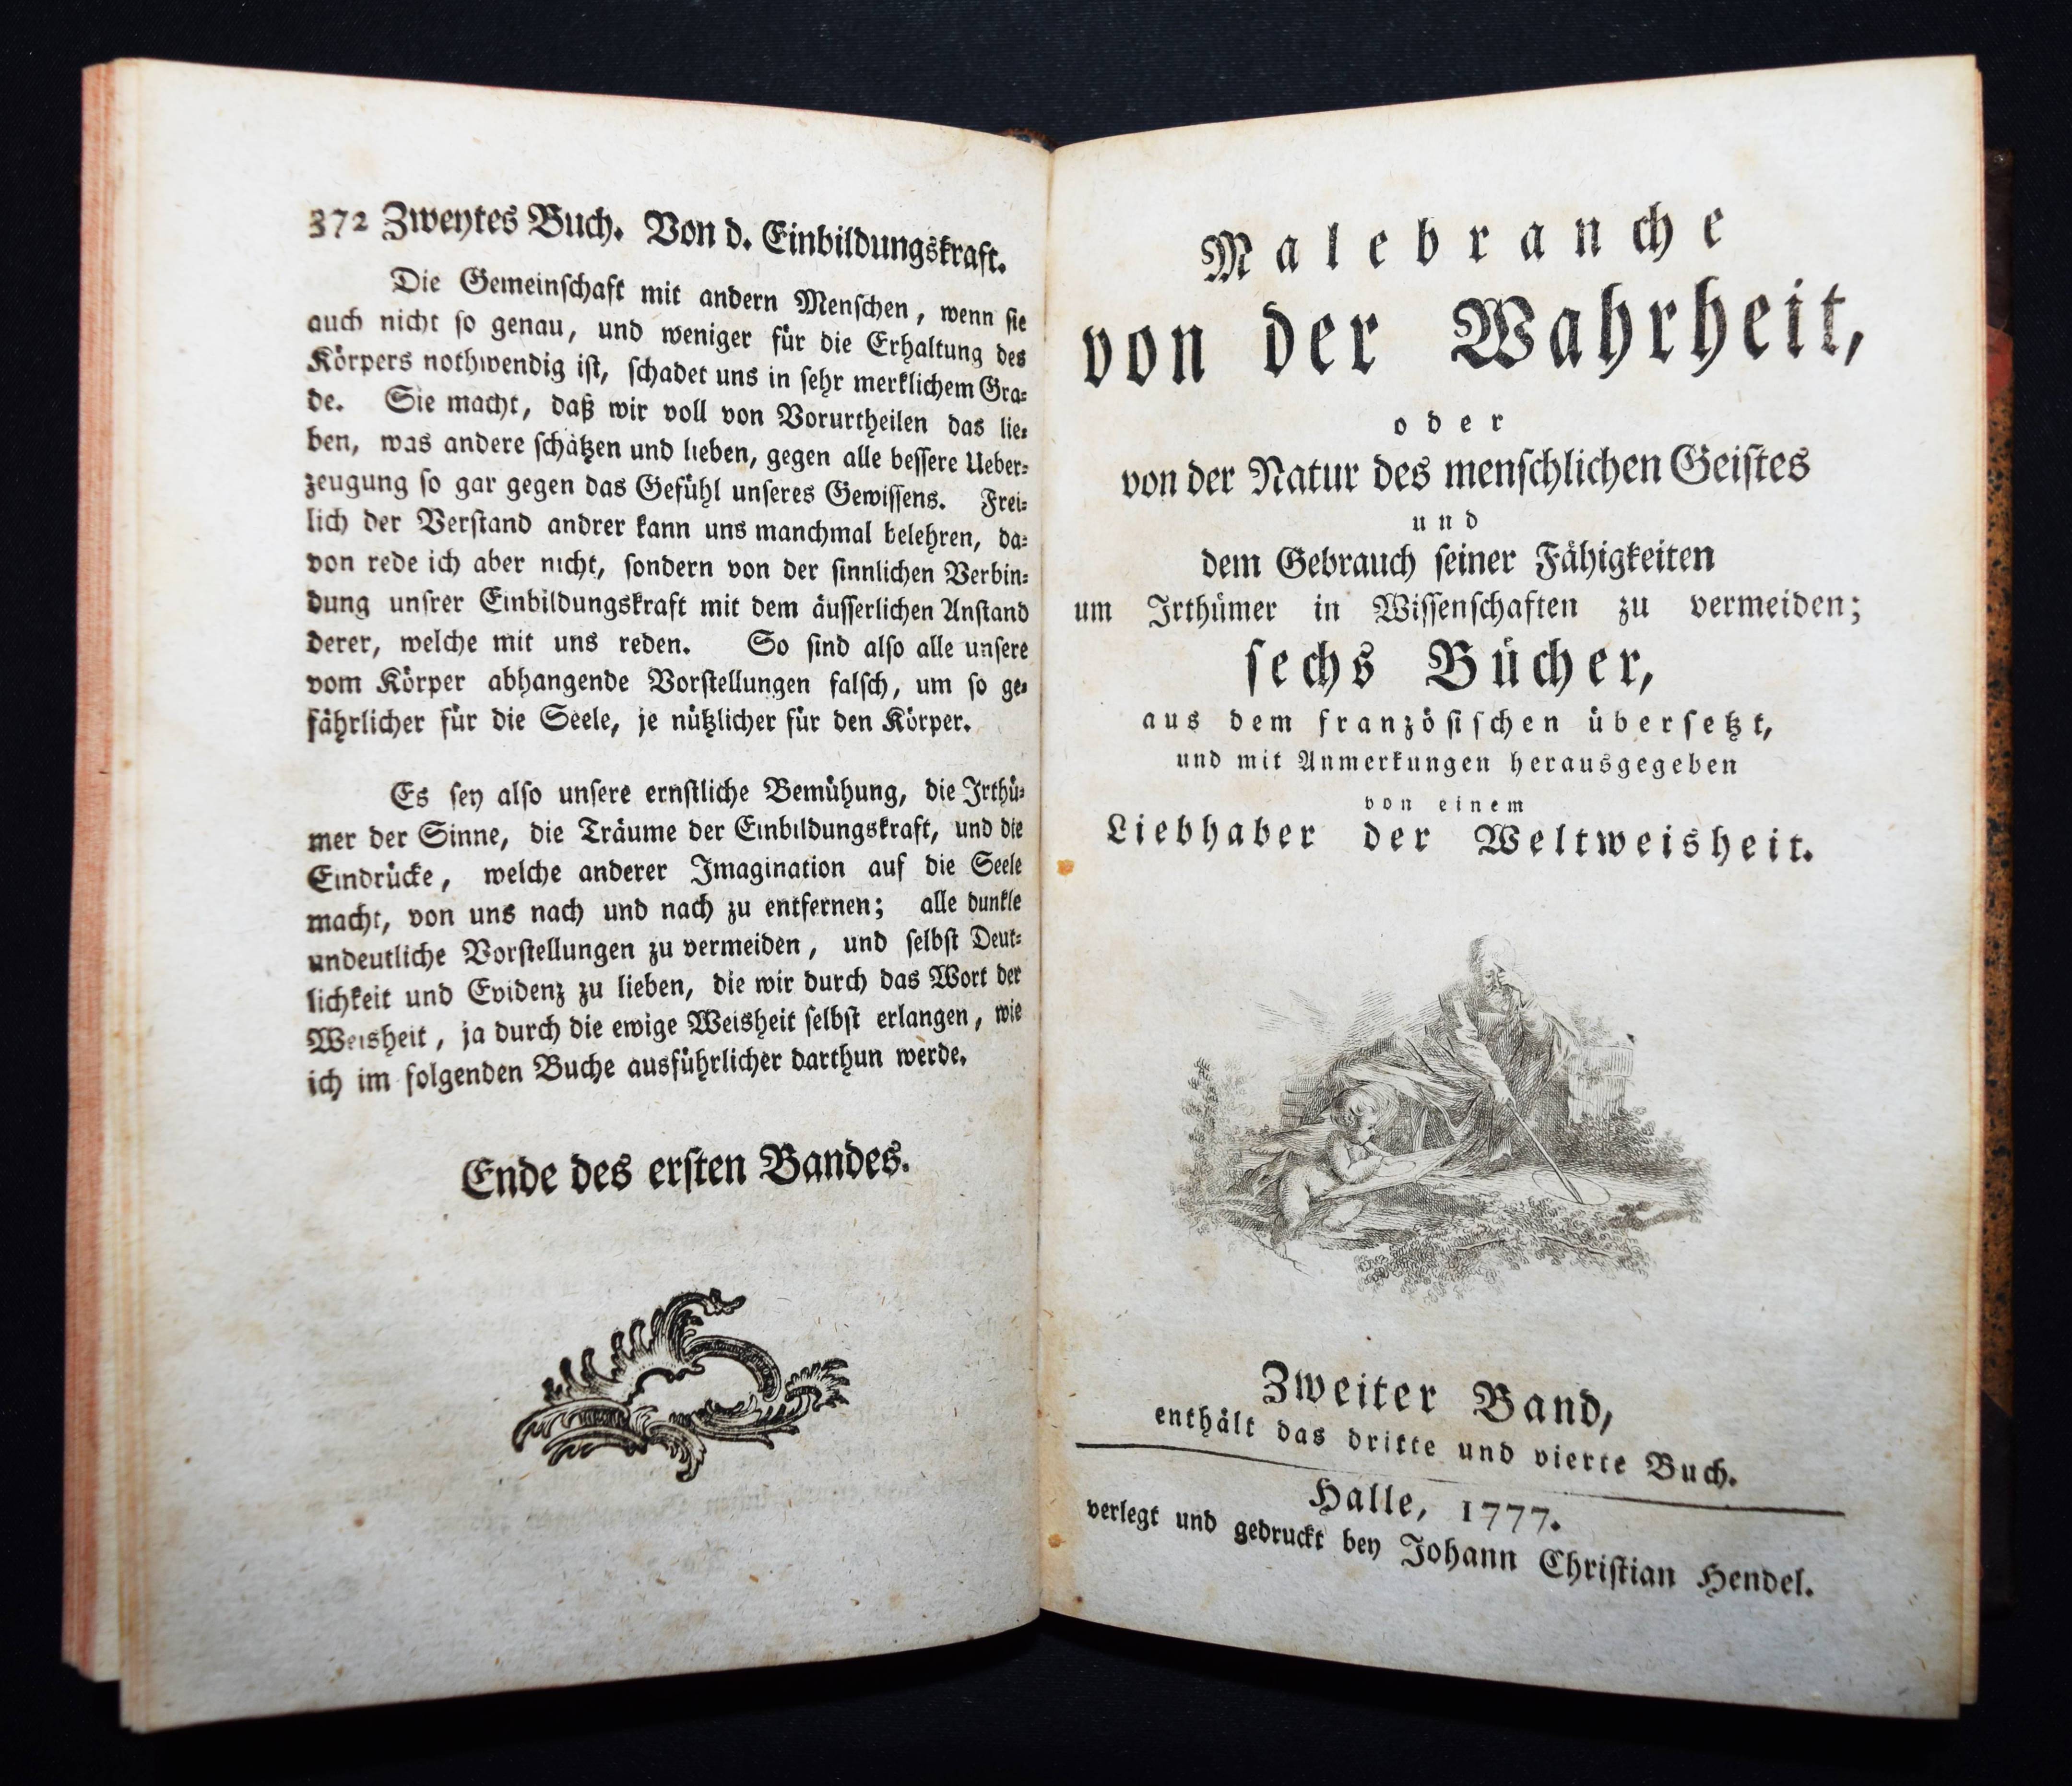 372 Zweytes Buch. Von d. Einbildungskraft.
Die Gemeinschaft mit andern Menschen, wenn sie
auch nicht so genau, und weniger für die Erhaltung des
Körpers nothwendig ist, schadet uns in sehr merklichem Gra-
de. Sie macht, daß wir voll von Vorurtheilen das lie-
ben, was andere schätzen und lieben, gegen alle bessere Ueber-
zeugung so gar gegen das Gefühl unseres Gewissens. Frei-
lich der Verstand andrer kann uns manchmal belehren, da-
von rede ich aber nicht, sondern von der sinnlichen Verbin-
dung unsrer Einbildungskraft mit dem äusserlichen Anstand
derer, welche mit uns reden. So sind also alle unsere
vom Körper abhangende Vorstellungen falsch, um so ge-
fährlicher für die Seele, je nützlicher für den Körper.
Es sey also unsere ernstliche Bemühung, die Irthü-
mer der Sinne, die Träume der Einbildungskraft, und die
Eindrücke, welche anderer Imagination auf die Seele
macht, von uns nach und nach zu entfernen; alle dunkle
undeutliche Vorstellungen zu vermeiden, und selbst Deut-
lichkeit und Evidenz zu lieben, die wir durch das Wort der
Weisheit, ja durch die ewige Weisheit selbst erlangen, wie
ich im folgenden Buche ausführlicher darthun werde.
Ende des ersten Bandes.
Malebranche
von der Wahrheit,
oder
von der Natur des menschlichen Geistes
und
dem Gebrauch seiner Fähigkeiten
um Irthümer in Wissenschaften zu vermeiden;
sechs Bücher,
aus dem französischen übersetzt,
und mit Anmerkungen herausgegeben
von einem
Liebhaber der Weltweisheit.
Zweiter Band,
enthält das dritte und vierte Buch.
Halle, 1777.
verlegt und gedruckt bey Johann Christian Hendel.